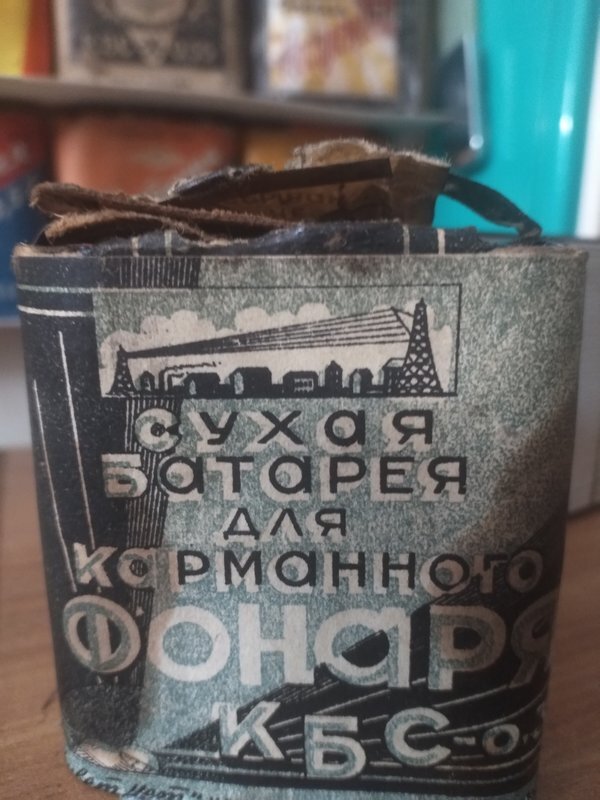 Сухая
Батарея
для
карманного
Фонаря
КБС-о.